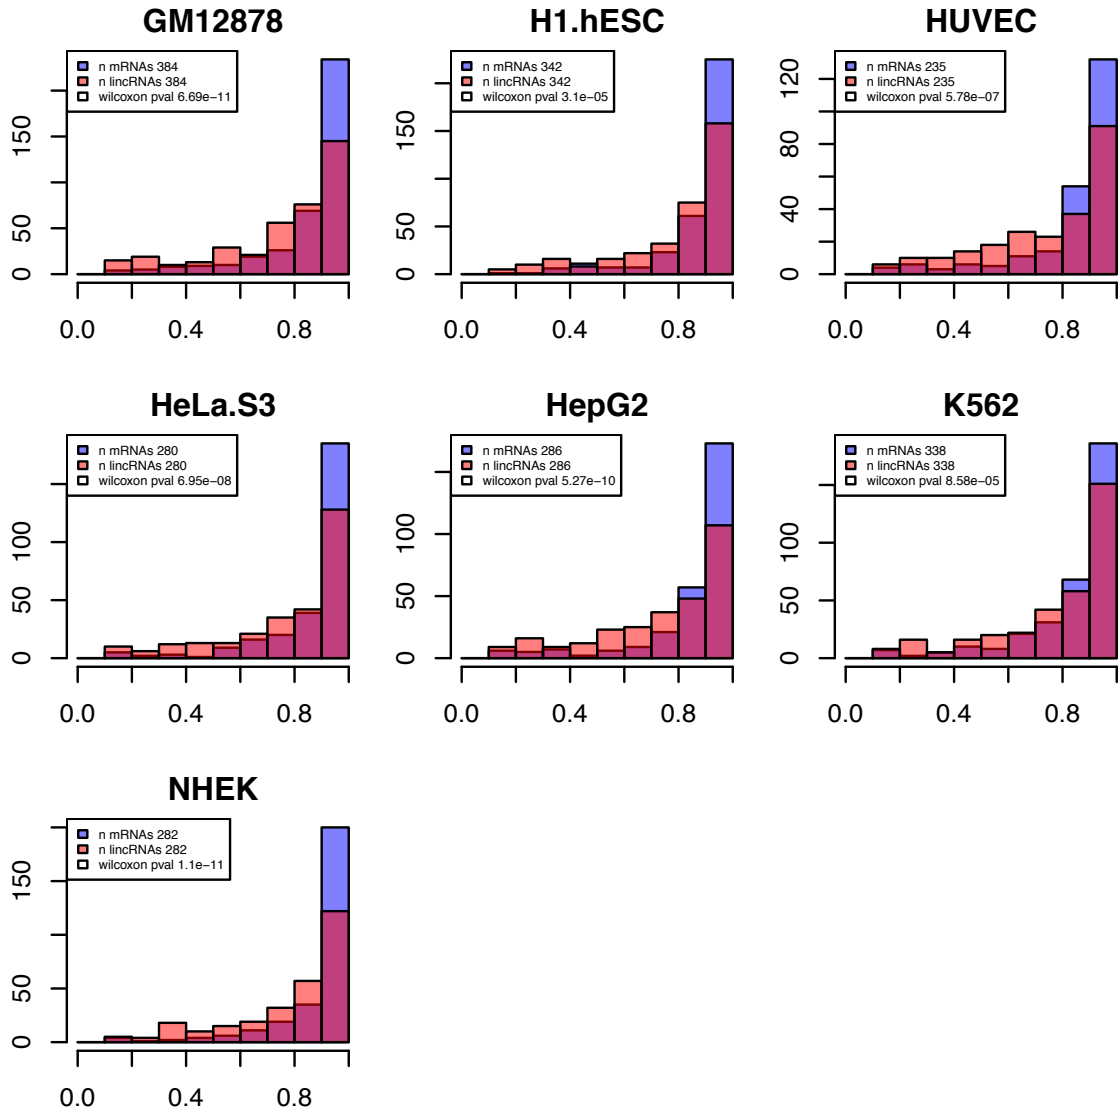 GM12878
n mRNAs 384
n lincRNAs 384
wilcoxon pval 6.69e−11
0 50 150
0.0 0.4 0.8
H1.hESC
n mRNAs 342
n lincRNAs 342
wilcoxon pval 3.1e−05
0 50 150
0.0 0.4 0.8
HUVEC
n mRNAs 235
n lincRNAs 235
wilcoxon pval 5.78e−07
0 40 80 120
0.0 0.4 0.8
HeLa.S3
n mRNAs 280
n lincRNAs 280
wilcoxon pval 6.95e−08
0 50 100
0.0 0.4 0.8
HepG2
n mRNAs 286
n lincRNAs 286
wilcoxon pval 5.27e−10
0 50 100
0.0 0.4 0.8
K562
n mRNAs 338
n lincRNAs 338
wilcoxon pval 8.58e−05
0 50 100
0.0 0.4 0.8
NHEK
n mRNAs 282
n lincRNAs 282
wilcoxon pval 1.1e−11
0 50 150
0.0 0.4 0.8